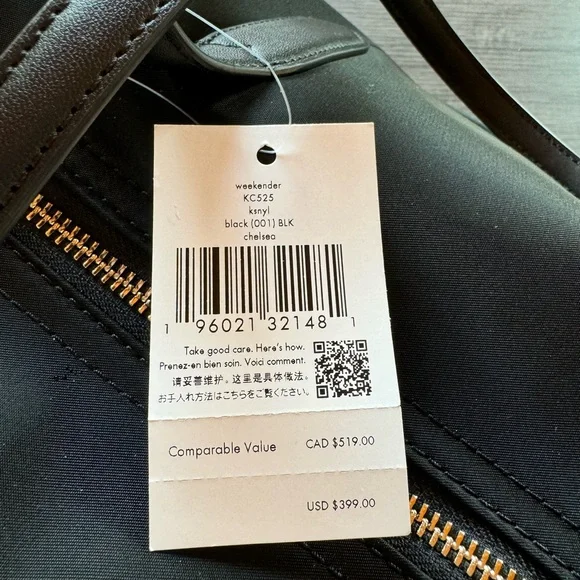 weekender
KC525
ksnyl
black (001) BLK
chelsea
1 96021 32148 1
Take good care. Here's how.
Prenez-en bien soin. Voici comment.
请妥善维护。这里是具体做法。
お手入れ方法はこちらをご覧ください。
Comparable Value CAD $519.00
USD $399.00